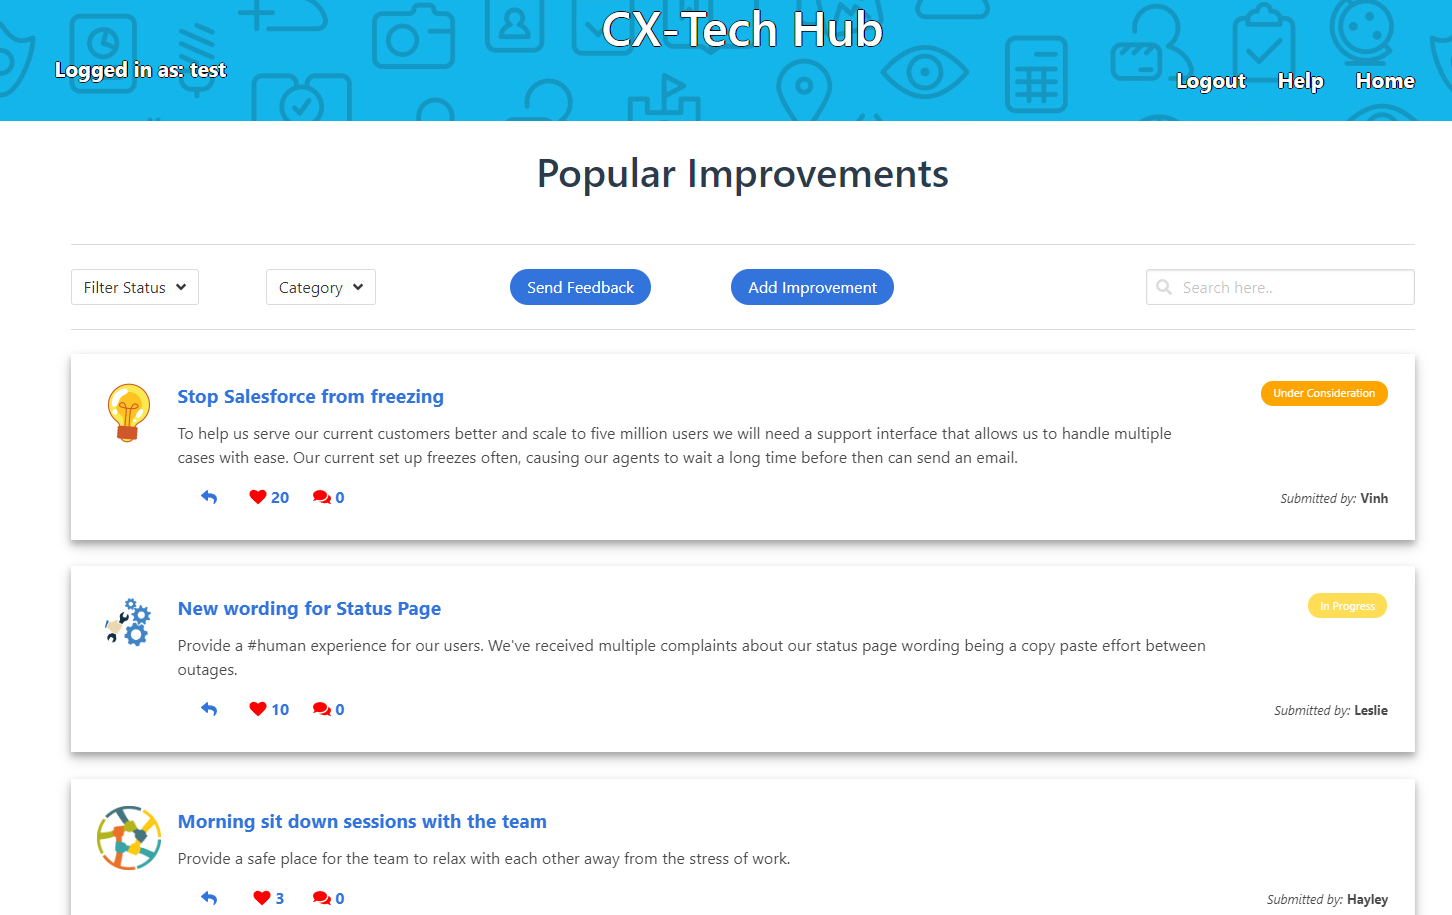 CX-Tech Hub
Logged in as: test
Logout Help Home
Popular Improvements
Filter Status Category Send Feedback Add Improvement Search here..
Stop Salesforce from freezing
Under Consideration
To help us serve our current customers better and scale to five million users we will need a support interface that allows us to handle multiple
cases with ease. Our current set up freezes often, causing our agents to wait a long time before then can send an email.
20 0
Submitted by: Vinh
New wording for Status Page
In Progress
Provide a #human experience for our users. We've received multiple complaints about our status page wording being a copy paste effort between
outages.
10 0
Submitted by: Leslie
Morning sit down sessions with the team
Provide a safe place for the team to relax with each other away from the stress of work.
3 0
Submitted by: Hayley